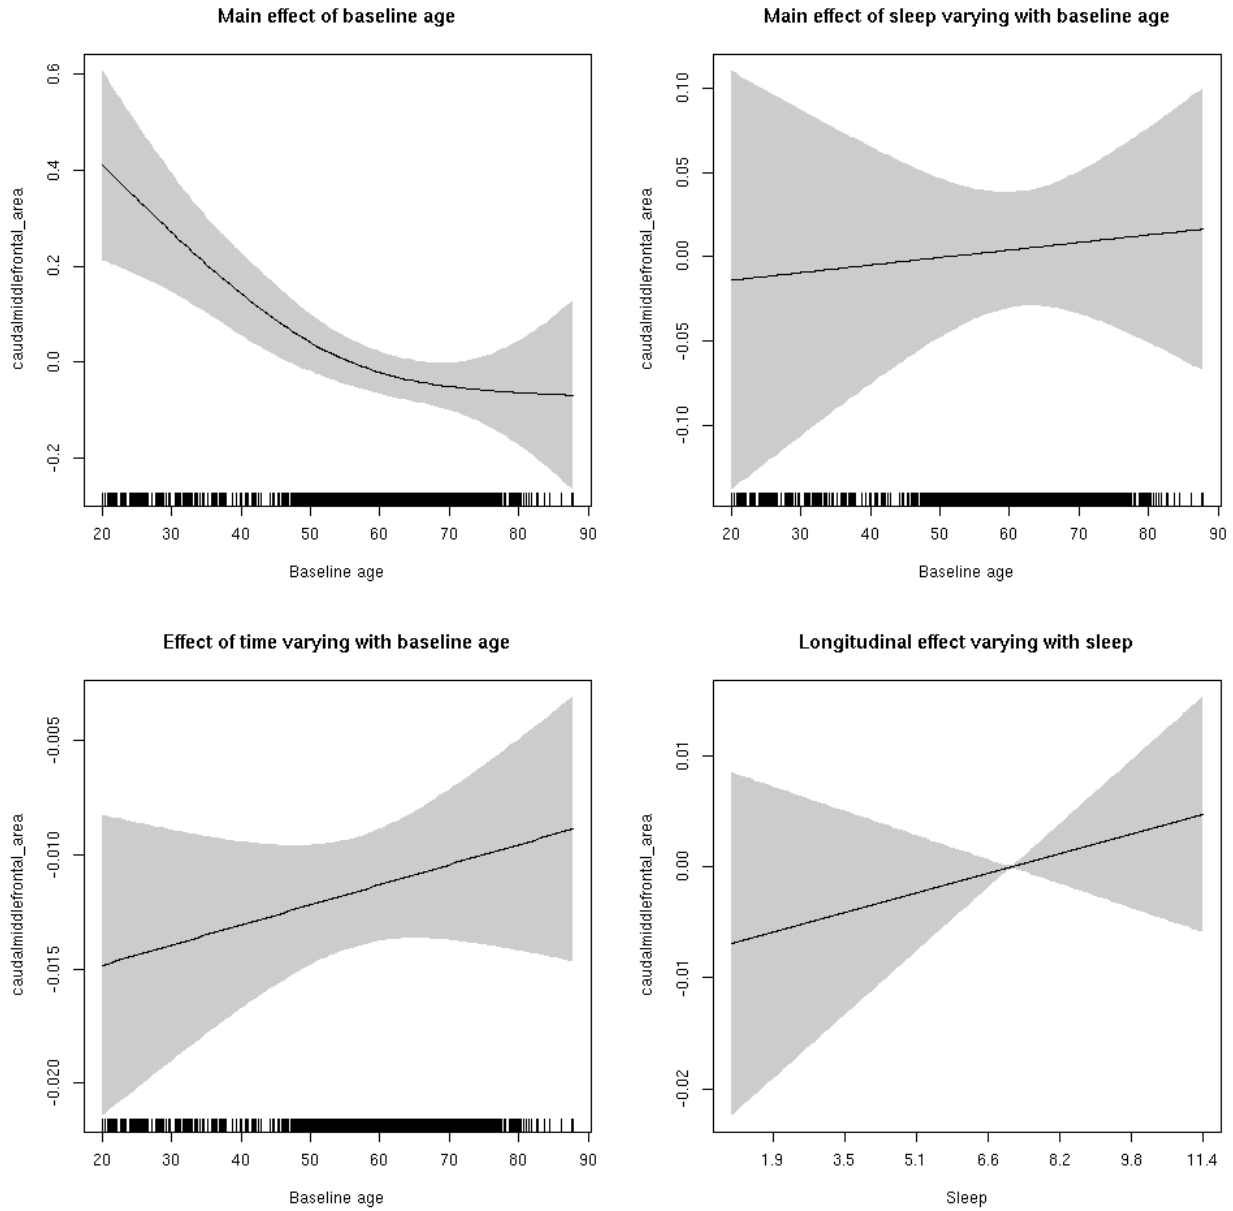 Main effect of baseline age
caudalmiddlefrontal_area
0.6
0.4
0.2
0.0
-0.2
20 30 40 50 60 70 80 90
Baseline age
Main effect of sleep varying with baseline age
caudalmiddlefrontal_area
0.10
0.05
0.00
-0.05
-0.10
20 30 40 50 60 70 80 90
Baseline age
Effect of time varying with baseline age
caudalmiddlefrontal_area
-0.005
-0.010
-0.015
-0.020
20 30 40 50 60 70 80 90
Baseline age
Longitudinal effect varying with sleep
caudalmiddlefrontal_area
0.01
0.00
-0.01
-0.02
1.9 3.5 5.1 6.6 8.2 9.8 11.4
Sleep